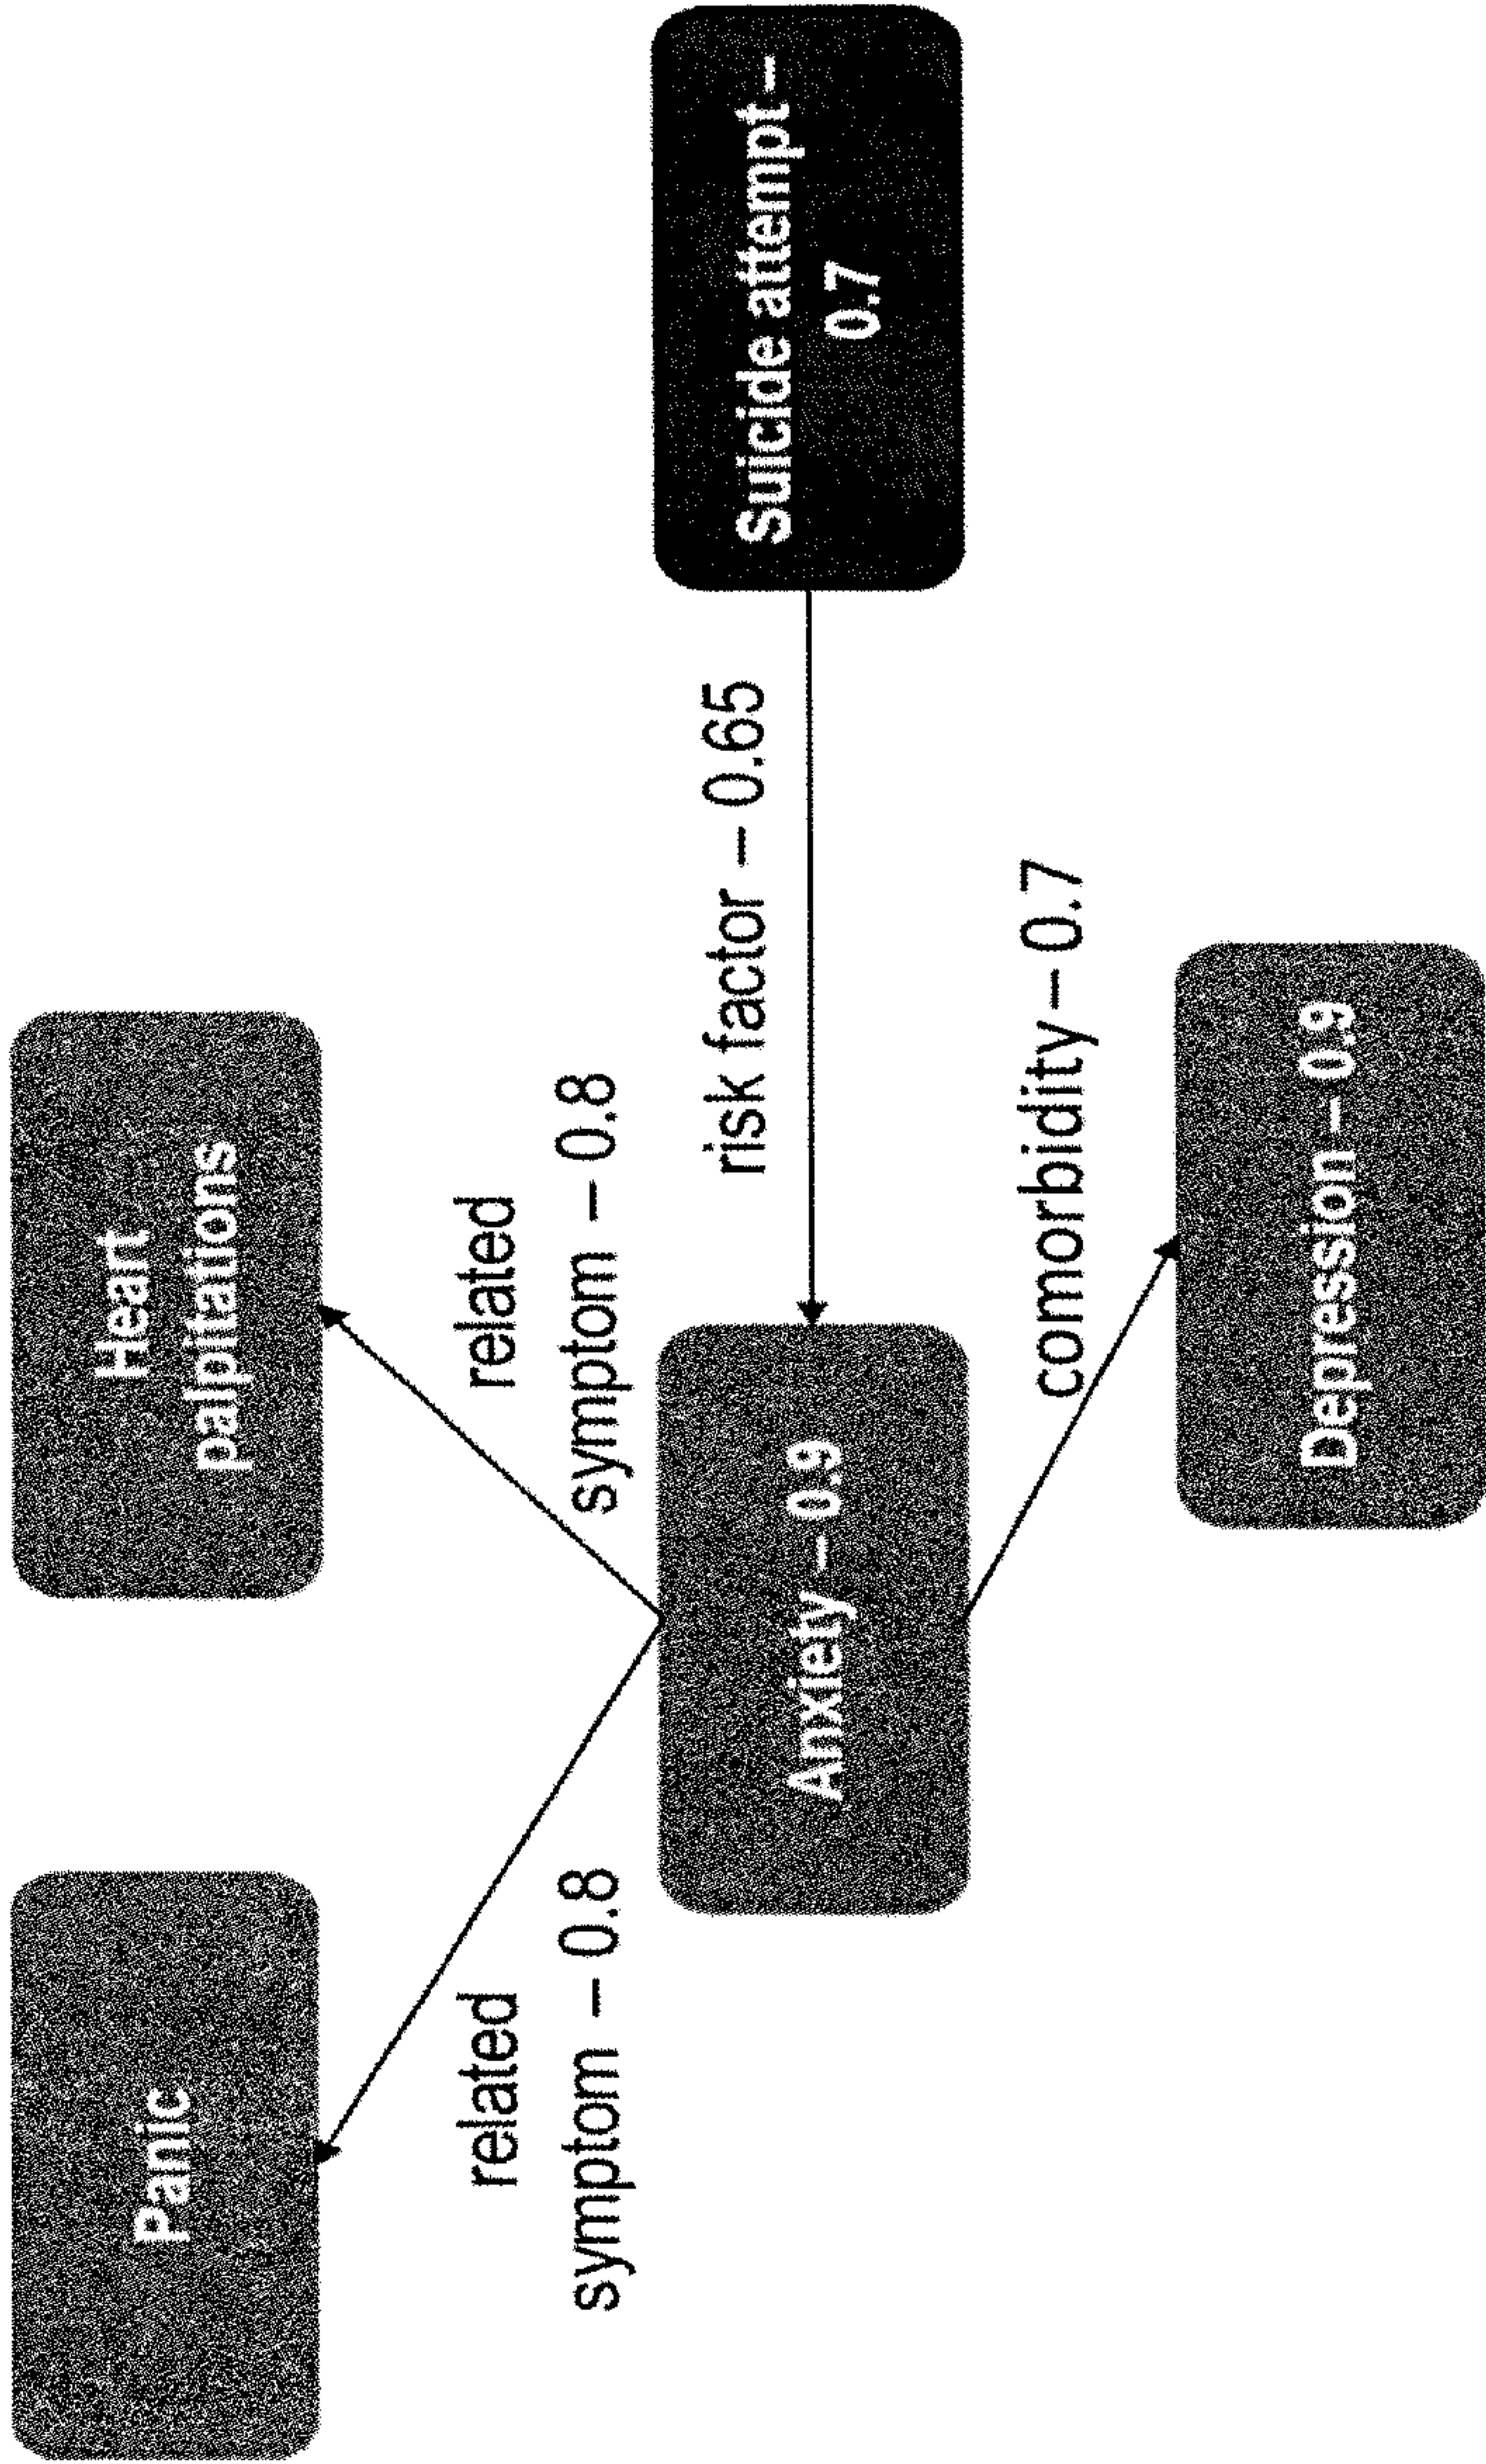 Panic
Heart
palpitations
related
symptom – 0.8
related
symptom – 0.8
Anxiety – 0.9
risk factor – 0.65
Suicide attempt –
0.7
comorbidity – 0.7
Depression – 0.9